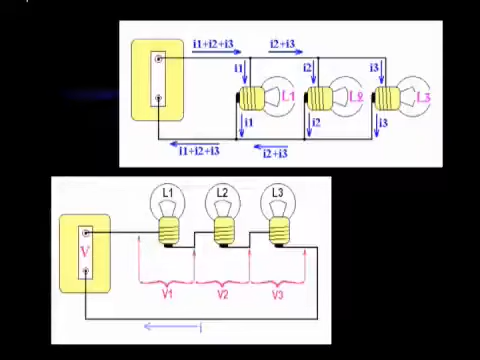 i1+i2+i3 i2+i3
i1 i2 i3
L1 L2 L3
i1 i2 i3
i1+i2+i3 i2+i3
L1 L2 L3
V
V1 V2 V3
i